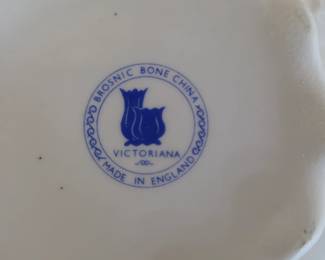 BROSNIC BONE CHINA
VICTORIANA
MADE IN ENGLAND